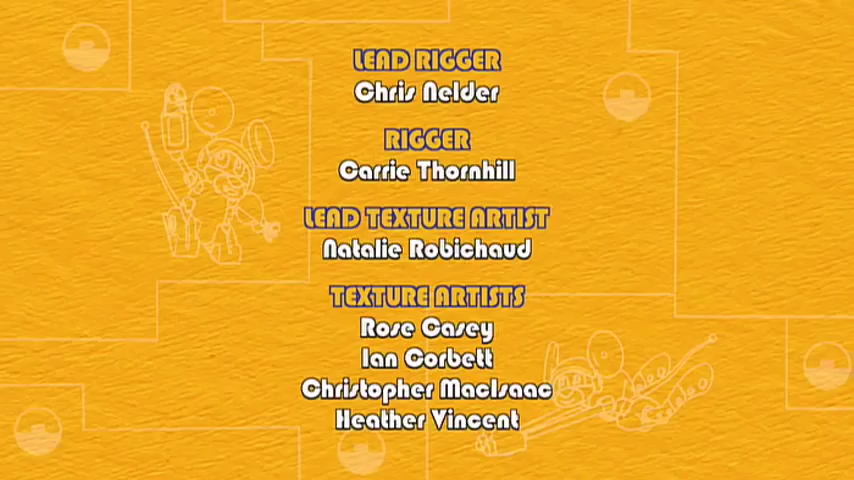 LEAD RIGGER
Chris Nelder
RIGGER
Carrie Thornhill
LEAD TEXTURE ARTIST
Natalie Robichaud
TEXTURE ARTISTS
Rose Casey
Ian Corbett
Christopher MacIsaac
Heather Vincent